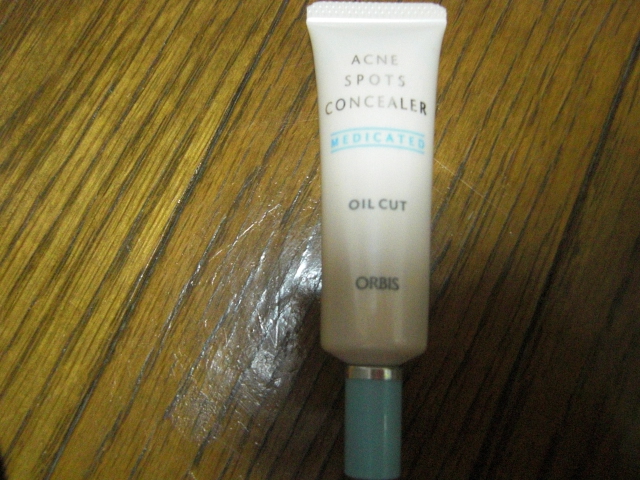 ACNE
SPOTS
CONCEALER
MEDICATED
OIL CUT
ORBIS